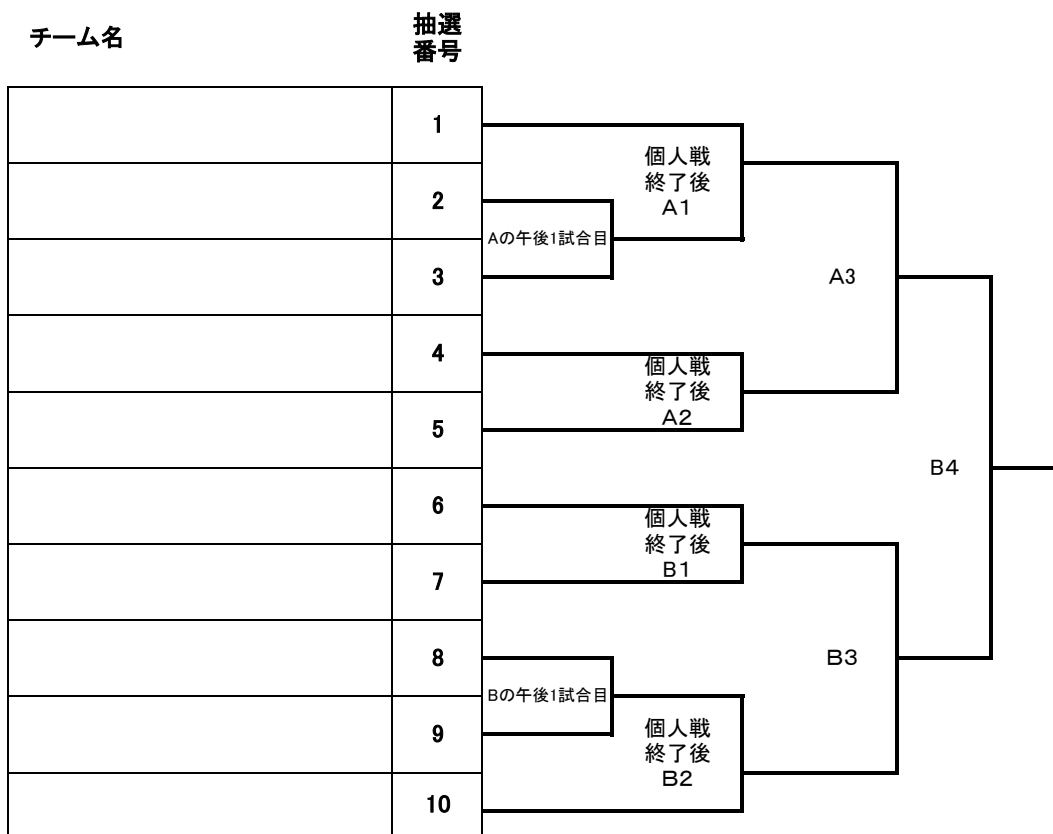 チーム名
抽選
番号
1
個人戦
終了後
A1
2
Aの午後1試合目
3
A3
4
個人戦
終了後
A2
5
B4
6
個人戦
終了後
B1
7
8
B3
Bの午後1試合目
9
個人戦
終了後
B2
10